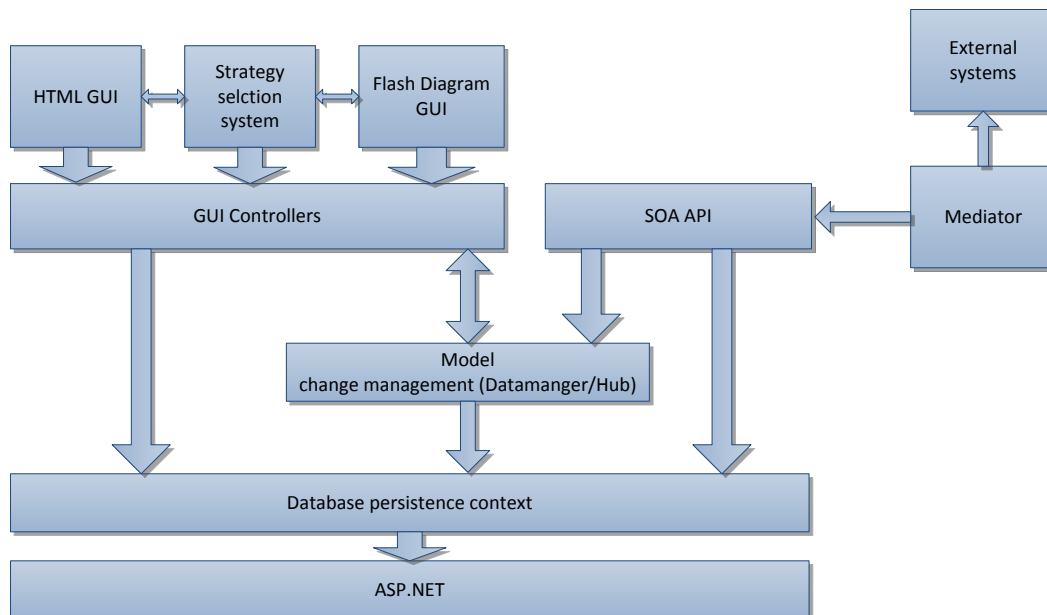 HTML GUI
Strategy
selction
system
Flash Diagram
GUI
External
systems
GUI Controllers
SOA API
Mediator
Model
change management (Datamanger/Hub)
Database persistence context
ASP.NET